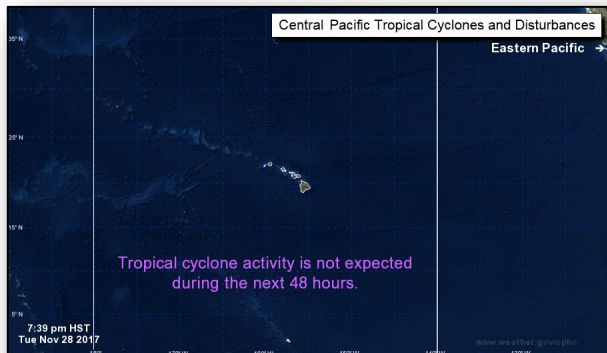 Central Pacific Tropical Cyclones and Disturbances
35° N
Eastern Pacific →
25° N
15° N
Tropical cyclone activity is not expected
during the next 48 hours.
5° N
7:39 pm HST
Tue Nov 28 2017
www.weather.gov/cphc